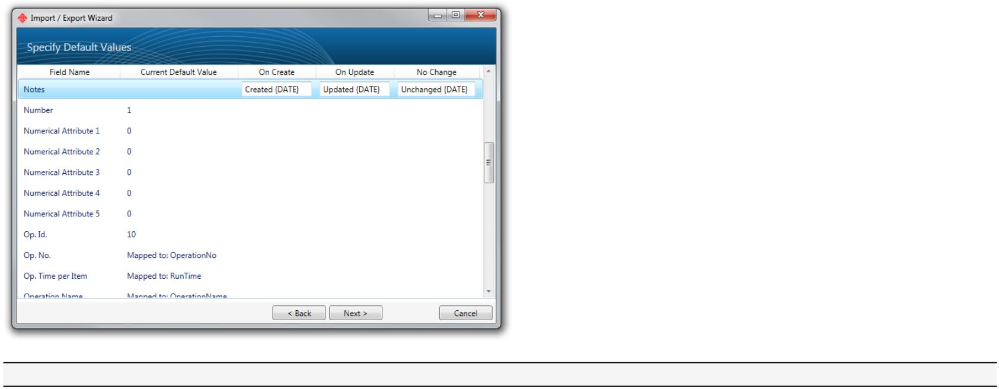 Import / Export Wizard
Specify Default Values
Field Name Current Default Value On Create On Update No Change
Notes Created {DATE} Updated {DATE} Unchanged {DATE}
Number 1
Numerical Attribute 1 0
Numerical Attribute 2 0
Numerical Attribute 3 0
Numerical Attribute 4 0
Numerical Attribute 5 0
Op. Id. 10
Op. No. Mapped to: OperationNo
Op. Time per Item Mapped to: RunTime
Operation Name Mapped to: OperationName
< Back Next > Cancel